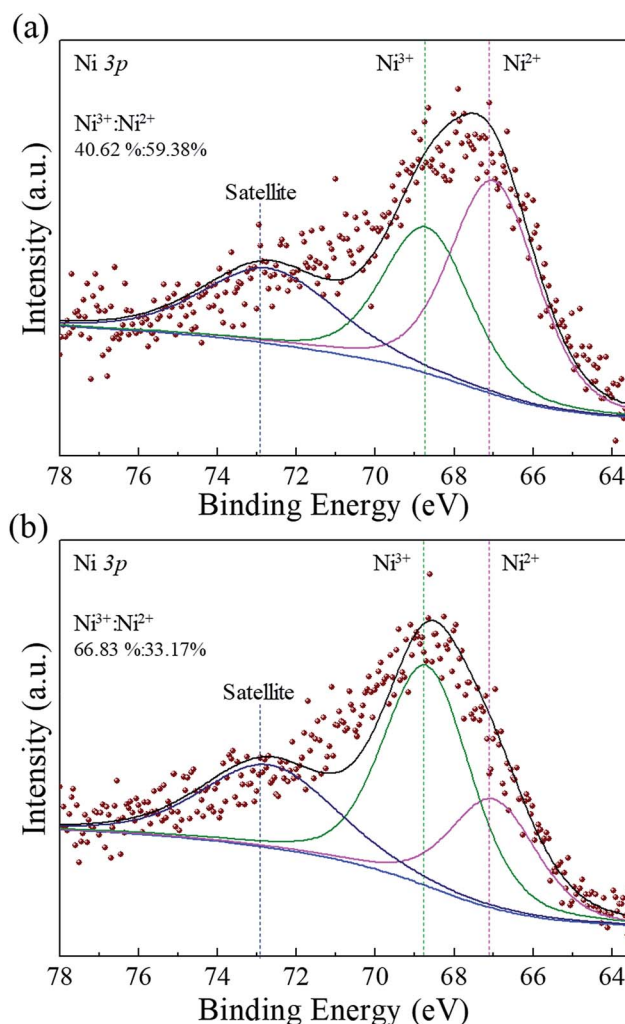 (a)
Ni 3p
Ni³⁺
Ni²⁺
Ni³⁺:Ni²⁺
40.62 %:59.38%
Satellite
Intensity (a.u.)
78 76 74 72 70 68 66 64
Binding Energy (eV)
(b)
Ni 3p
Ni³⁺
Ni²⁺
Ni³⁺:Ni²⁺
66.83 %:33.17%
Satellite
Intensity (a.u.)
78 76 74 72 70 68 66 64
Binding Energy (eV)